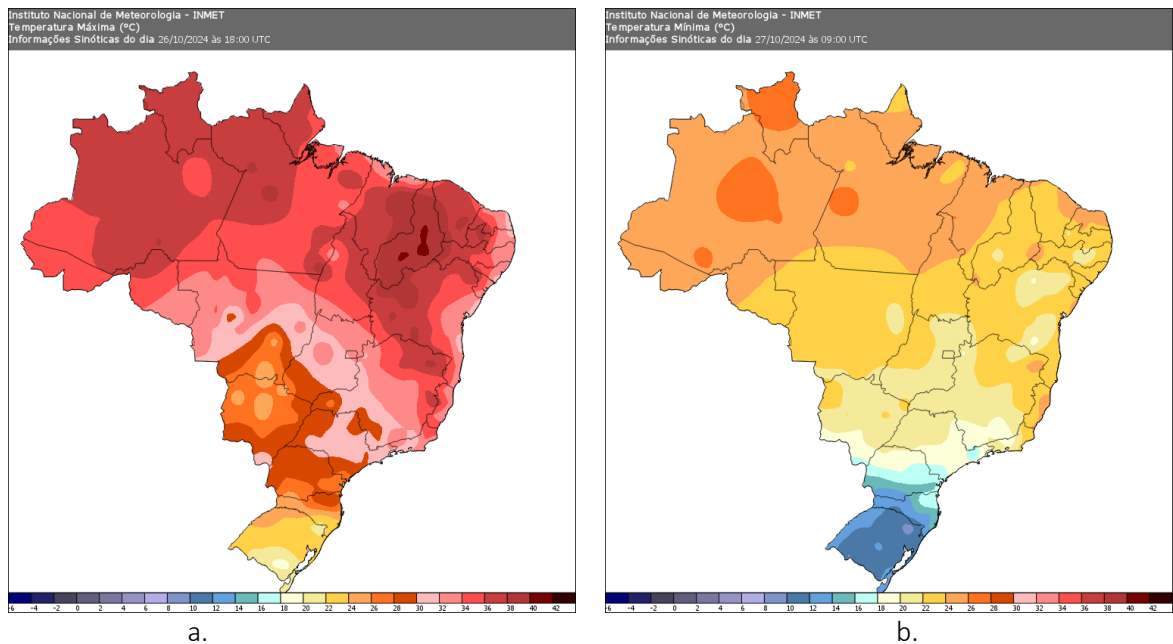 Instituto Nacional de Meteorologia - INMET
Temperatura Máxima (°C)
Informações Sinóticas do dia 26/10/2024 às 18:00 UTC
-6 -4 -2 0 2 4 6 8 10 12 14 16 18 20 22 24 26 28 30 32 34 36 38 40 42
a.
Instituto Nacional de Meteorologia - INMET
Temperatura Mínima (°C)
Informações Sinóticas do dia 27/10/2024 às 09:00 UTC
-6 -4 -2 0 2 4 6 8 10 12 14 16 18 20 22 24 26 28 30 32 34 36 38 40 42
b.